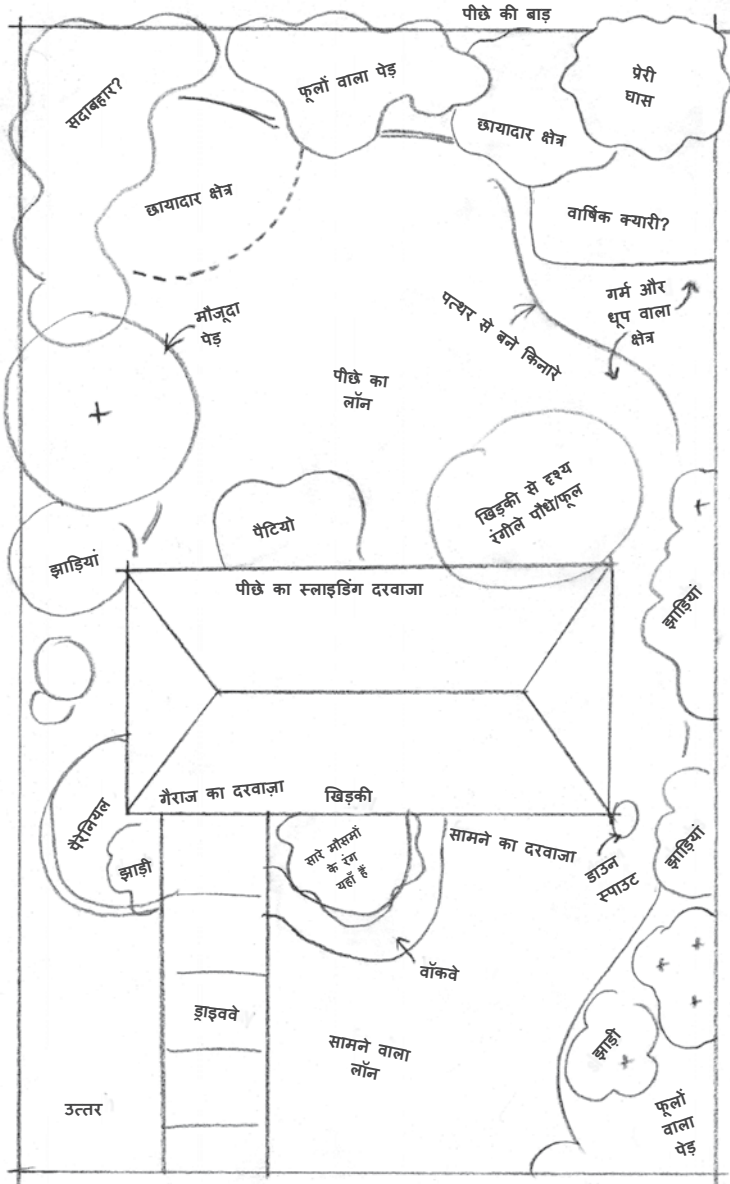 पीछे की बाड़
सदाबहार?
फूलों वाला पेड़
प्रेरी
घास
छायादार क्षेत्र
छायादार क्षेत्र
वार्षिक क्यारी?
मौजूदा
पेड़
पत्थर से बने किनारे
गर्म और
धूप वाला
क्षेत्र
पीछे का
लॉन
खिड़की से दृश्य
रंगीले पौधे/फूल
पैटियो
झाड़ियां
पीछे का स्लाइडिंग दरवाजा
झाड़ियां
गैराज का दरवाज़ा
खिड़की
पैरेनियल
झाड़ी
सारे मौसमों
के रंग
यहाँ हैं
सामने का दरवाजा
डाउन
स्पाउट
झाड़ियां
वॉकवे
ड्राइववे
सामने वाला
लॉन
झाड़ी
उत्तर
फूलों
वाला
पेड़